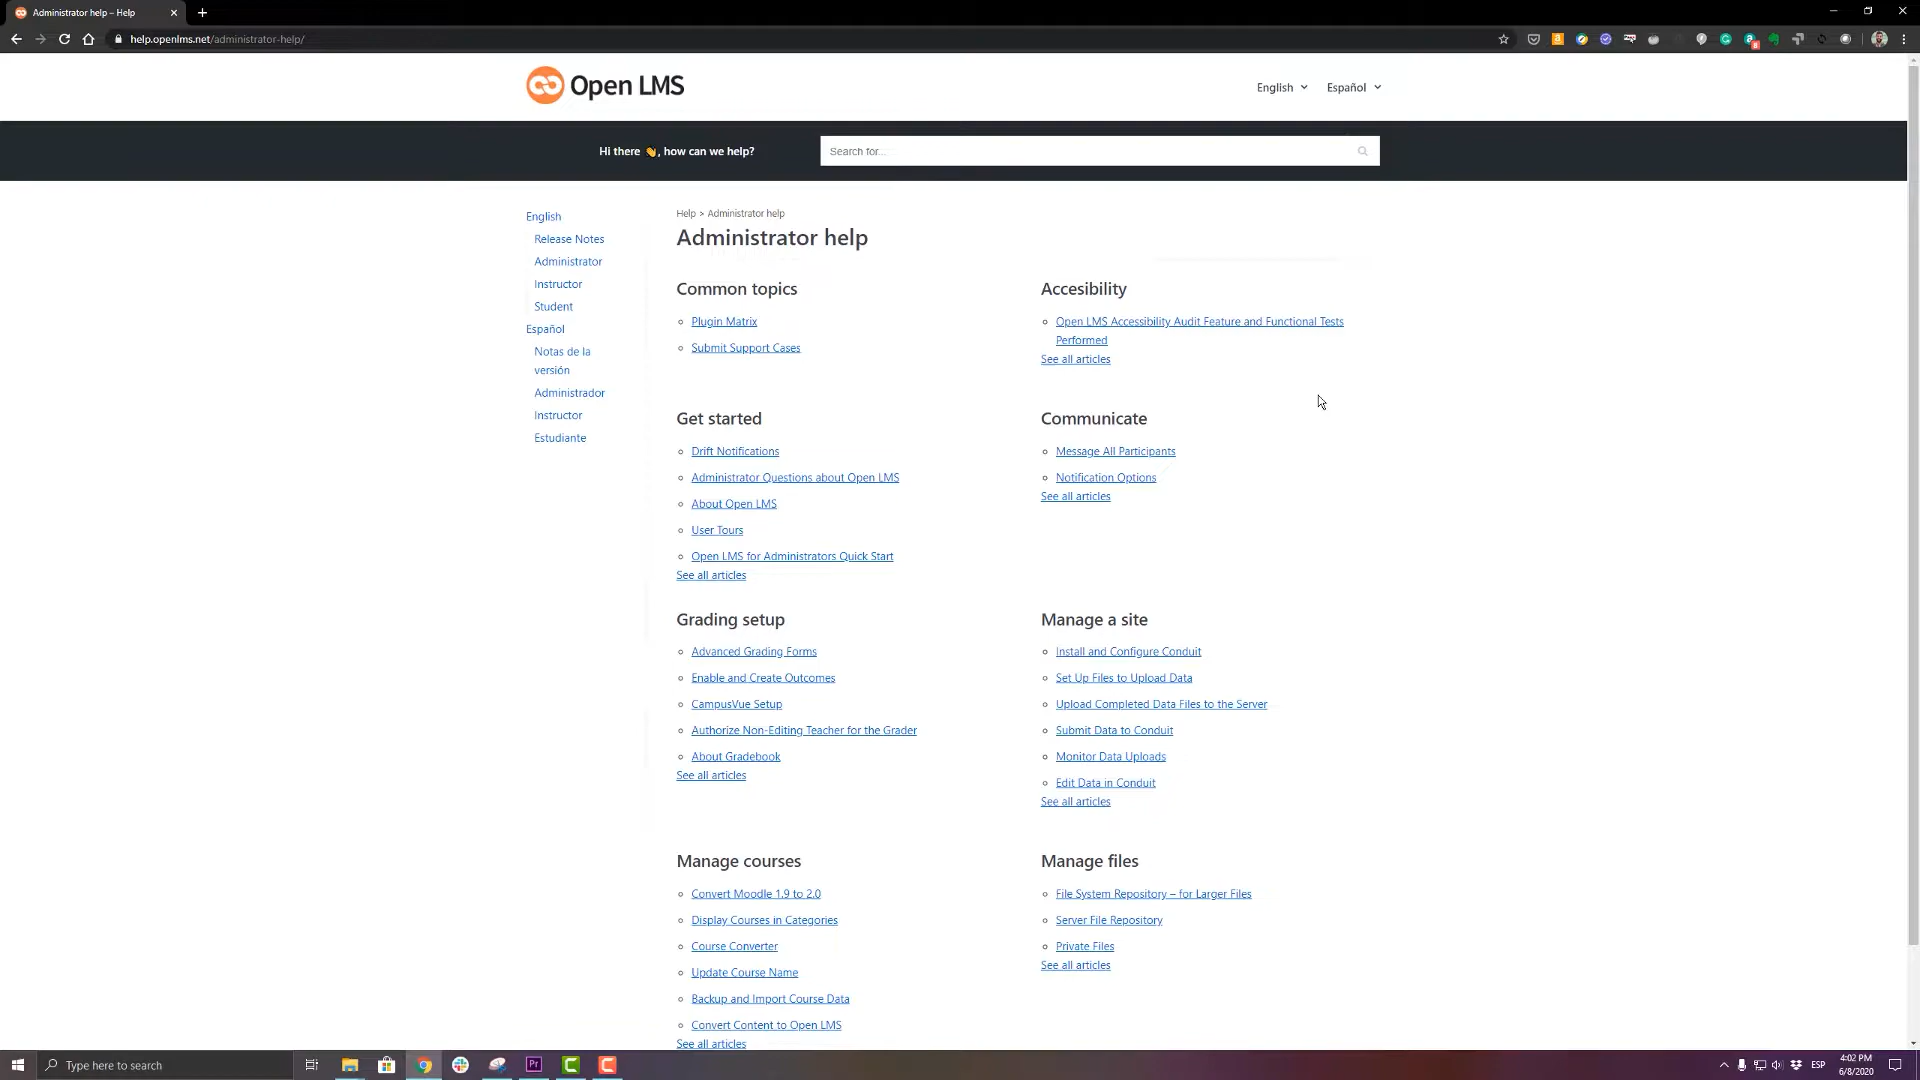 Administrator help – Help
help.openlms.net/administrator-help/
Open LMS
English
Español
Hi there 👋, how can we help?
Search for...
English
Release Notes
Administrator
Instructor
Student
Español
Notas de la
versión
Administrador
Instructor
Estudiante
Help > Administrator help
Administrator help
Common topics
Plugin Matrix
Submit Support Cases
Accesibility
Open LMS Accessibility Audit Feature and Functional Tests
Performed
See all articles
Get started
Drift Notifications
Administrator Questions about Open LMS
About Open LMS
User Tours
Open LMS for Administrators Quick Start
See all articles
Communicate
Message All Participants
Notification Options
See all articles
Grading setup
Advanced Grading Forms
Enable and Create Outcomes
CampusVue Setup
Authorize Non-Editing Teacher for the Grader
About Gradebook
See all articles
Manage a site
Install and Configure Conduit
Set Up Files to Upload Data
Upload Completed Data Files to the Server
Submit Data to Conduit
Monitor Data Uploads
Edit Data in Conduit
See all articles
Manage courses
Convert Moodle 1.9 to 2.0
Display Courses in Categories
Course Converter
Update Course Name
Backup and Import Course Data
Convert Content to Open LMS
See all articles
Manage files
File System Repository – for Larger Files
Server File Repository
Private Files
See all articles
Type here to search
Pr
ESP
4:02 PM
6/8/2020